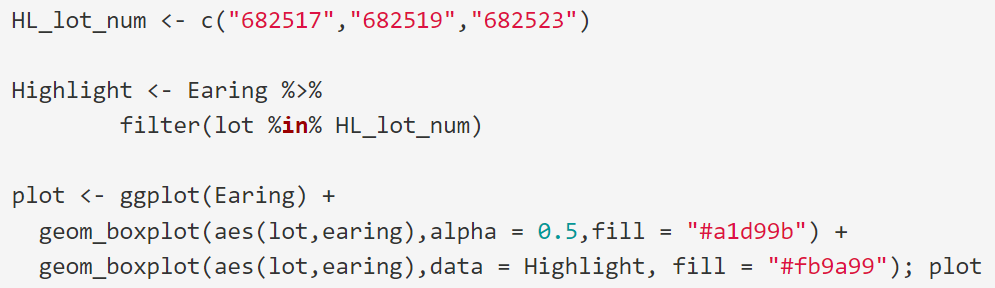 HL_lot_num <- c("682517","682519","682523")
Highlight <- Earing %>%
filter(lot %in% HL_lot_num)
plot <- ggplot(Earing) +
geom_boxplot(aes(lot,earing),alpha = 0.5,fill = "#a1d99b") +
geom_boxplot(aes(lot,earing),data = Highlight, fill = "#fb9a99"); plot